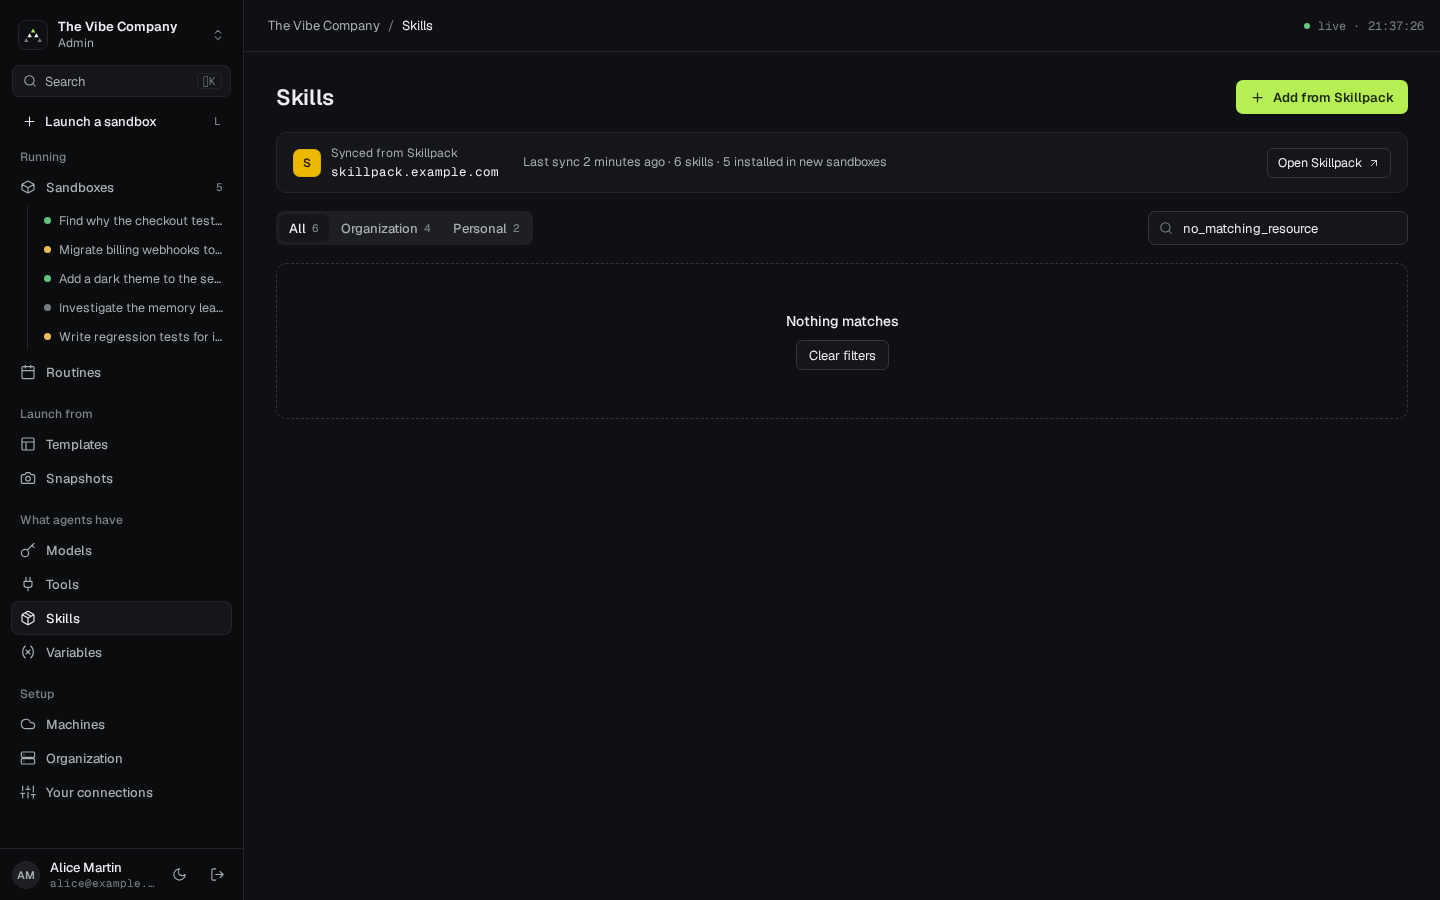 The Vibe Company
Admin
Search
K
Launch a sandbox
L
Running
Sandboxes
5
Find why the checkout test…
Migrate billing webhooks to…
Add a dark theme to the se…
Investigate the memory lea…
Write regression tests for i…
Routines
Launch from
Templates
Snapshots
What agents have
Models
Tools
Skills
Variables
Setup
Machines
Organization
Your connections
AM
Alice Martin
alice@example.…
The Vibe Company / Skills
live · 21:37:26
Skills
Add from Skillpack
S
Synced from Skillpack
skillpack.example.com
Last sync 2 minutes ago · 6 skills · 5 installed in new sandboxes
Open Skillpack
All 6
Organization 4
Personal 2
no_matching_resource
Nothing matches
Clear filters